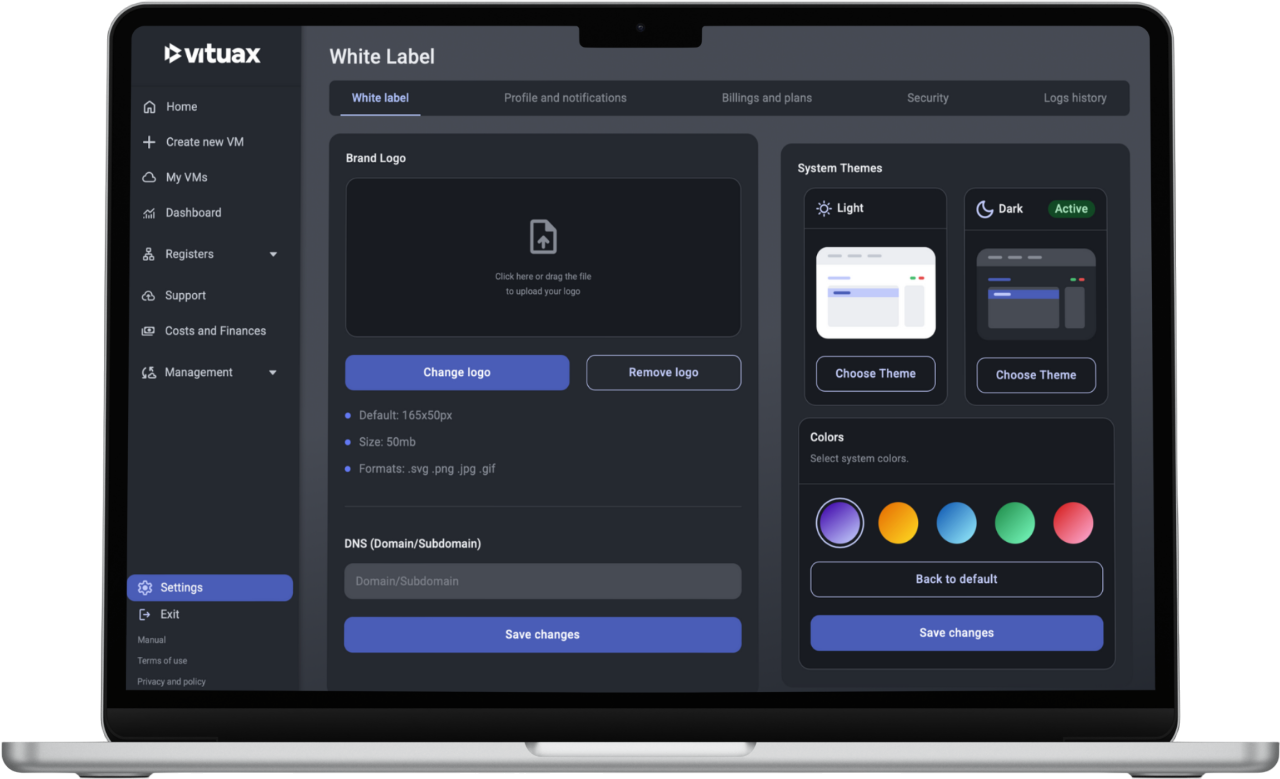 vituax
Home
Create new VM
My VMs
Dashboard
Registers
Support
Costs and Finances
Management
Settings
Exit
Manual
Terms of use
Privacy and policy
White Label
White label
Profile and notifications
Billings and plans
Security
Logs history
Brand Logo
Click here or drag the file
to upload your logo
Change logo
Remove logo
Default: 165x50px
Size: 50mb
Formats: .svg .png .jpg .gif
DNS (Domain/Subdomain)
Domain/Subdomain
Save changes
System Themes
Light
Choose Theme
Dark
Active
Choose Theme
Colors
Select system colors.
Back to default
Save changes